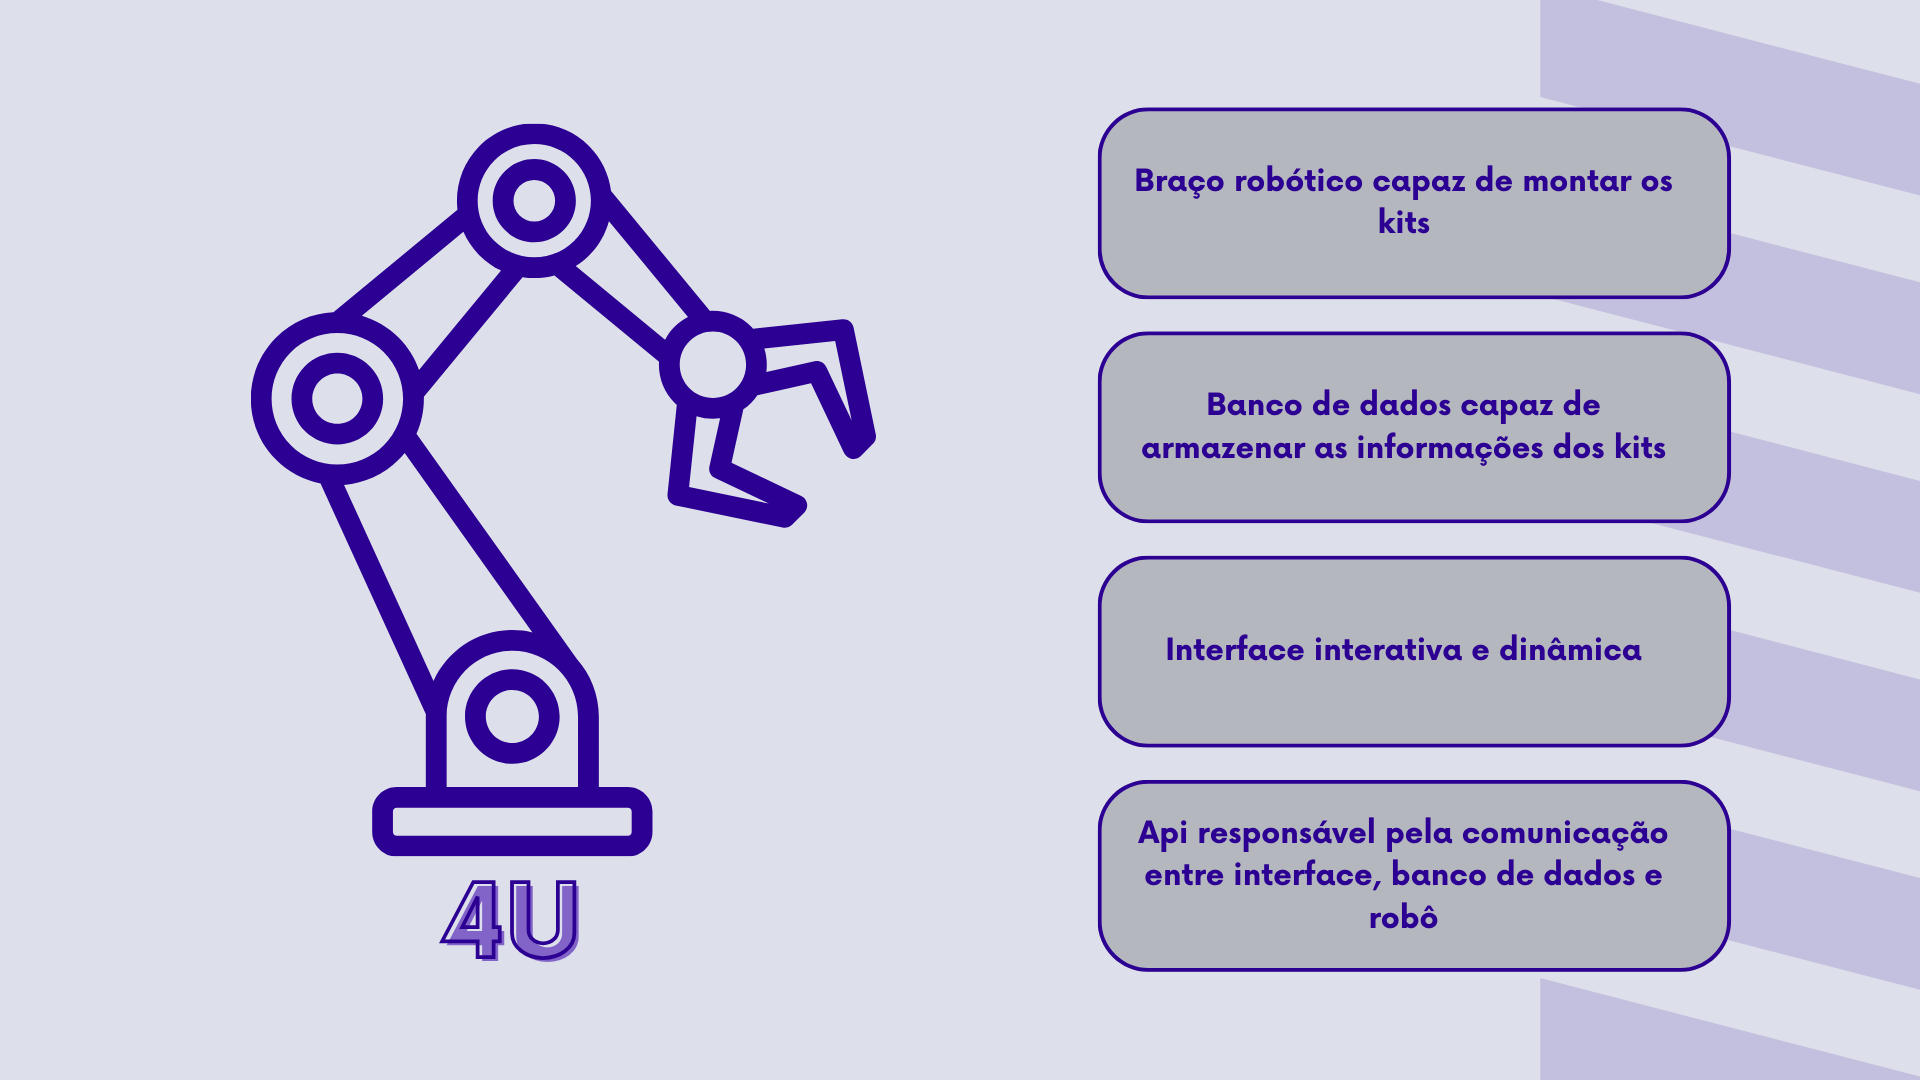 Braço robótico capaz de montar os
kits
Banco de dados capaz de
armazenar as informações dos kits
Interface interativa e dinâmica
Api responsável pela comunicação
entre interface, banco de dados e
robô
4U